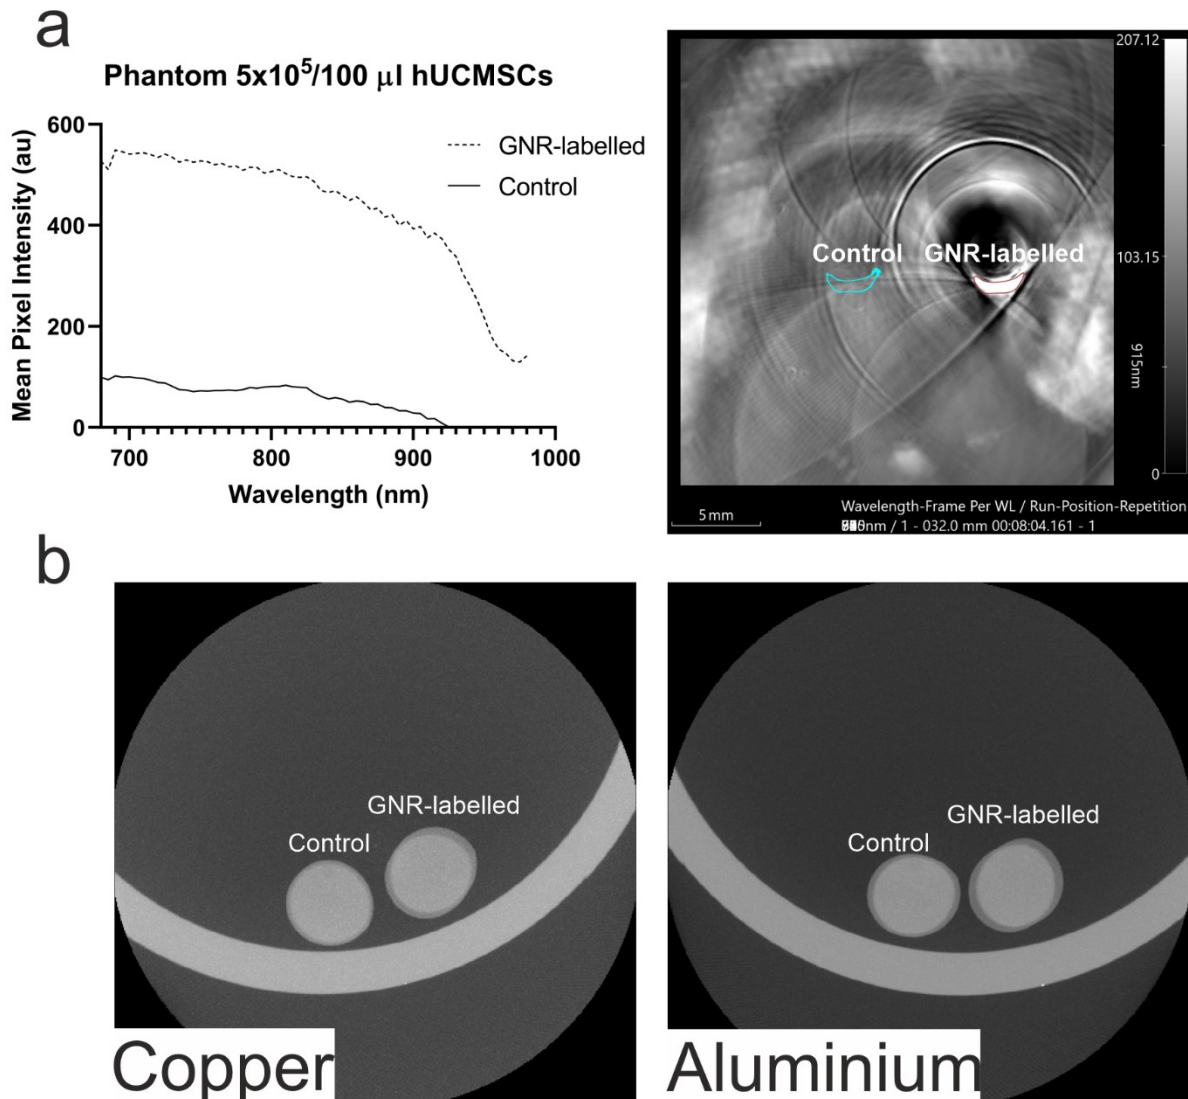 a
Phantom 5x10⁵/100 µl hUCMSCs
Mean Pixel Intensity (au)
600
400
200
0
700
800
900
1000
Wavelength (nm)
GNR-labelled
Control
Control
GNR-labelled
207.12
103.15
915nm
0
5 mm
Wavelength-Frame Per WL / Run-Position-Repetition
nm / 1 - 032.0 mm 00:08:04.161 - 1
b
GNR-labelled
Control
Copper
GNR-labelled
Control
Aluminium